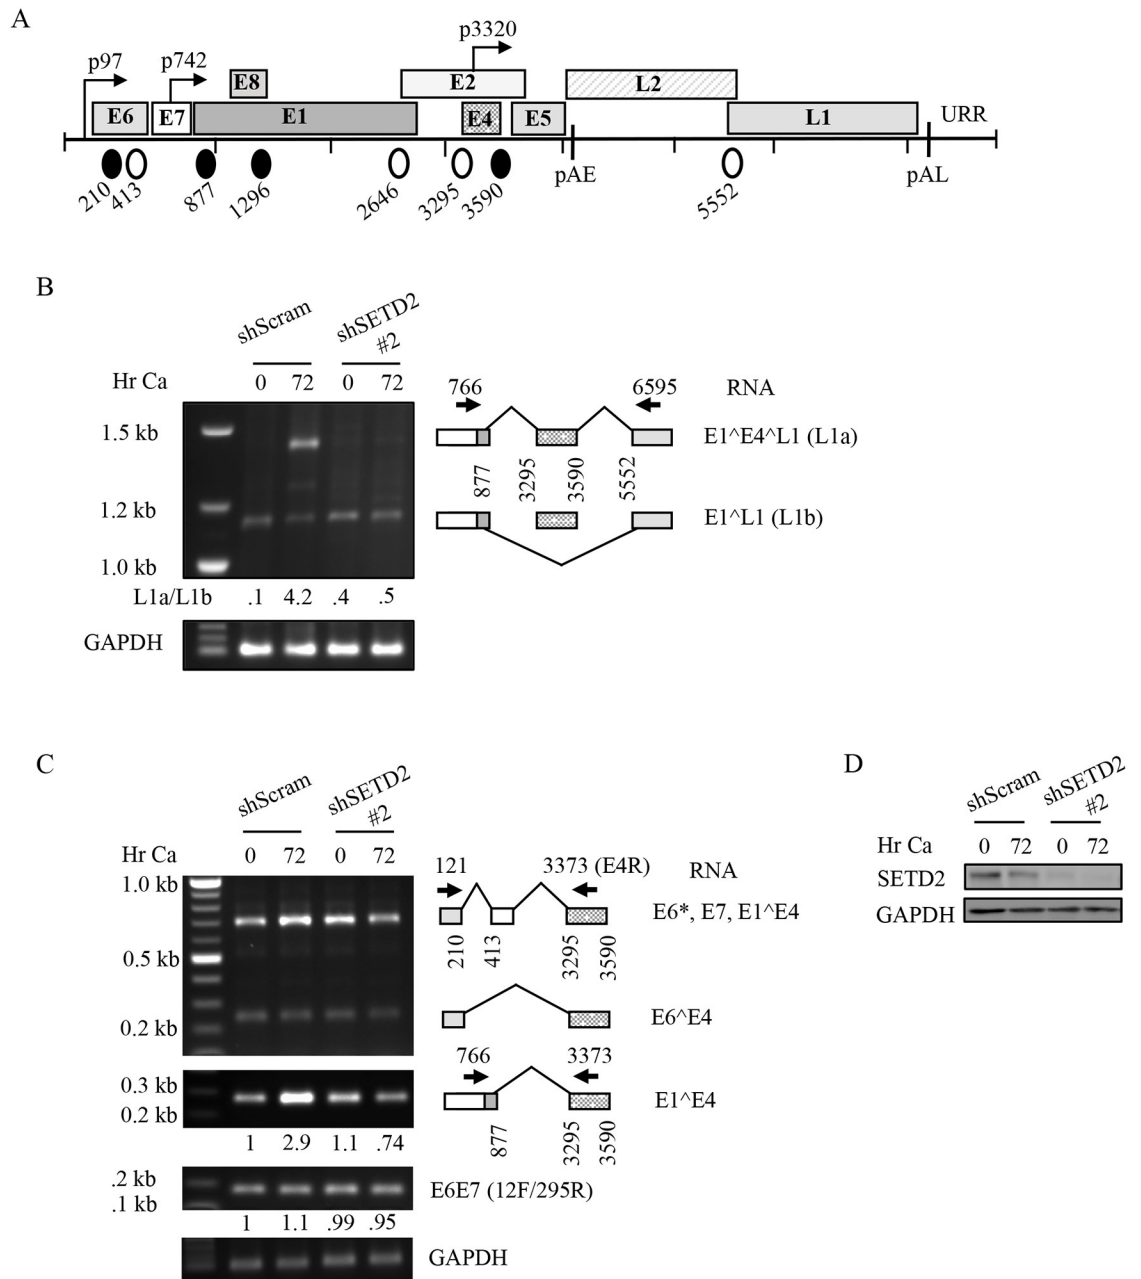 A
p3320
p97
p742
E8
E2
L2
E6
E7
E1
E4
E5
L1
URR
210
413
877
1296
2646
3295
3590
pAE
5552
pAL
B
shScram
shSETD2
#2
Hr Ca
0
72
0
72
766
6595
RNA
1.5 kb
E1^E4^L1 (L1a)
877
3295
3590
5552
1.2 kb
E1^L1 (L1b)
1.0 kb
L1a/L1b
.1
4.2
.4
.5
GAPDH
C
shScram
shSETD2
#2
Hr Ca
0
72
0
72
121
3373 (E4R)
RNA
1.0 kb
E6*, E7, E1^E4
210
413
3295
3590
0.5 kb
E6^E4
0.2 kb
766
3373
0.3 kb
E1^E4
0.2 kb
877
3295
3590
1
2.9
1.1
.74
.2 kb
E6E7 (12F/295R)
.1 kb
1
1.1
.99
.95
GAPDH
D
shScram
shSETD2
#2
Hr Ca
0
72
0
72
SETD2
GAPDH